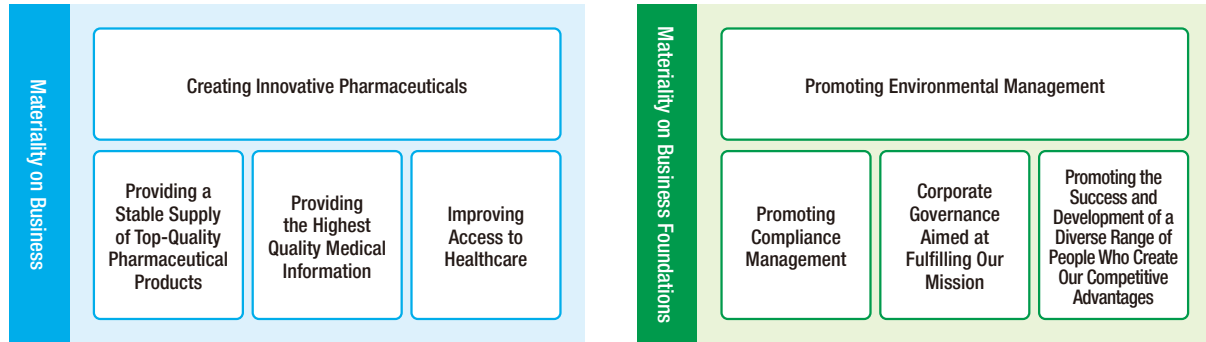 Materiality on Business
Creating Innovative Pharmaceuticals
Providing a
Stable Supply
of Top-Quality
Pharmaceutical
Products
Providing
the Highest
Quality Medical
Information
Improving
Access to
Healthcare
Materiality on Business Foundations
Promoting Environmental Management
Promoting
Compliance
Management
Corporate
Governance
Aimed at
Fulfilling Our
Mission
Promoting the
Success and
Development of a
Diverse Range of
People Who Create
Our Competitive
Advantages